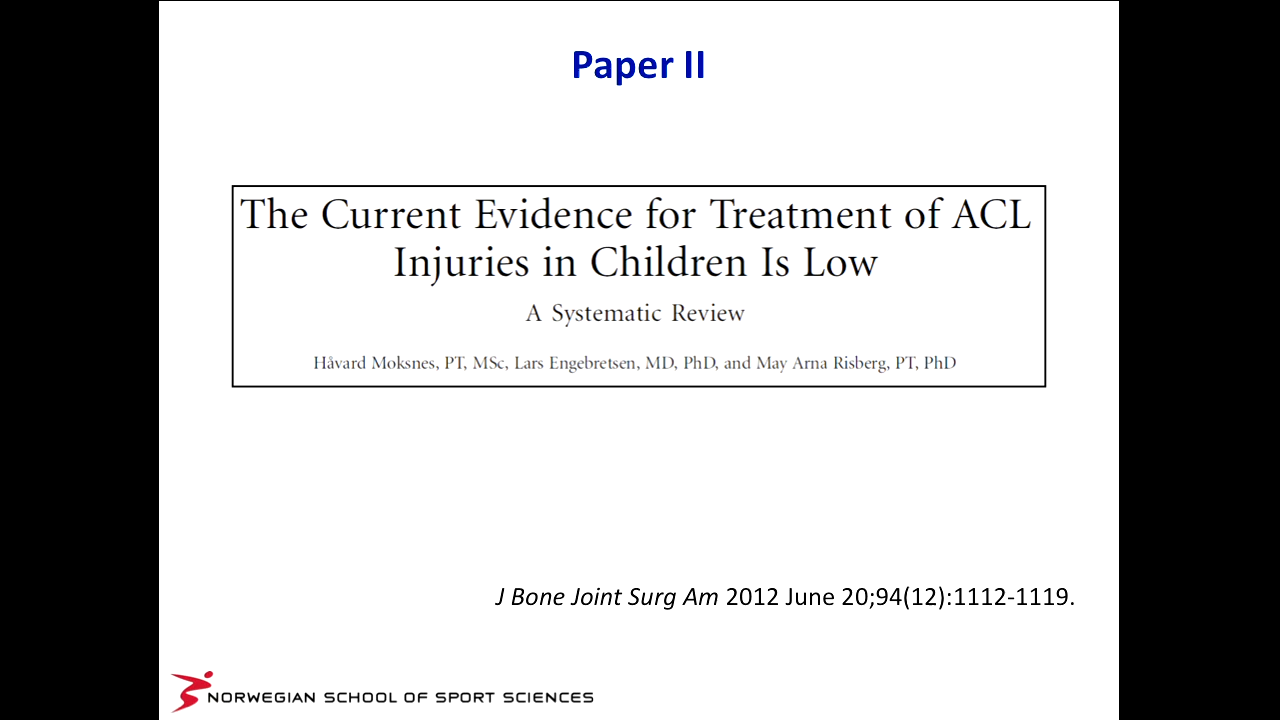 Paper II
The Current Evidence for Treatment of ACL
Injuries in Children Is Low
A Systematic Review
Håvard Moksnes, PT, MSc, Lars Engebretsen, MD, PhD, and May Arna Risberg, PT, PhD
J Bone Joint Surg Am 2012 June 20;94(12):1112-1119.
NORWEGIAN SCHOOL OF SPORT SCIENCES